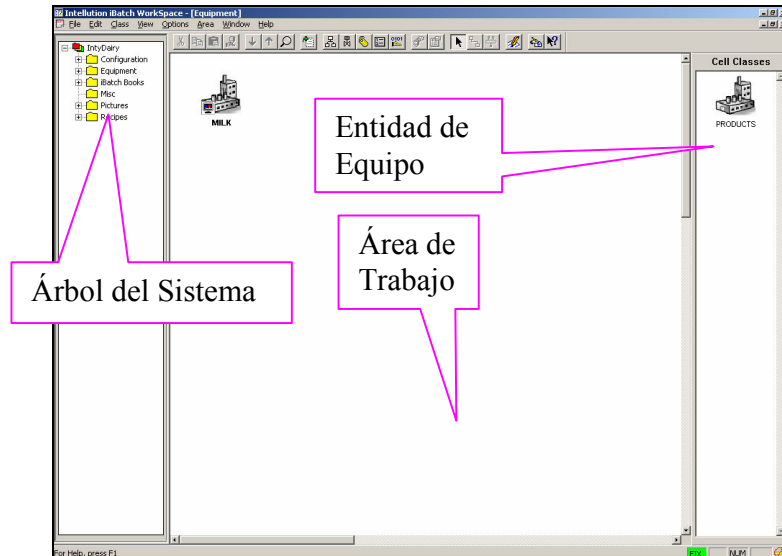 Intellution iBatch WorkSpace - [Equipment]
File Edit Class View Options Area Window Help
IntyDairy
Configuration
Equipment
iBatch Books
Misc
Pictures
Recipes
MILK
Cell Classes
PRODUCTS
Entidad de
Equipo
Área de
Trabajo
Árbol del Sistema
For Help, press F1
FIX NUM